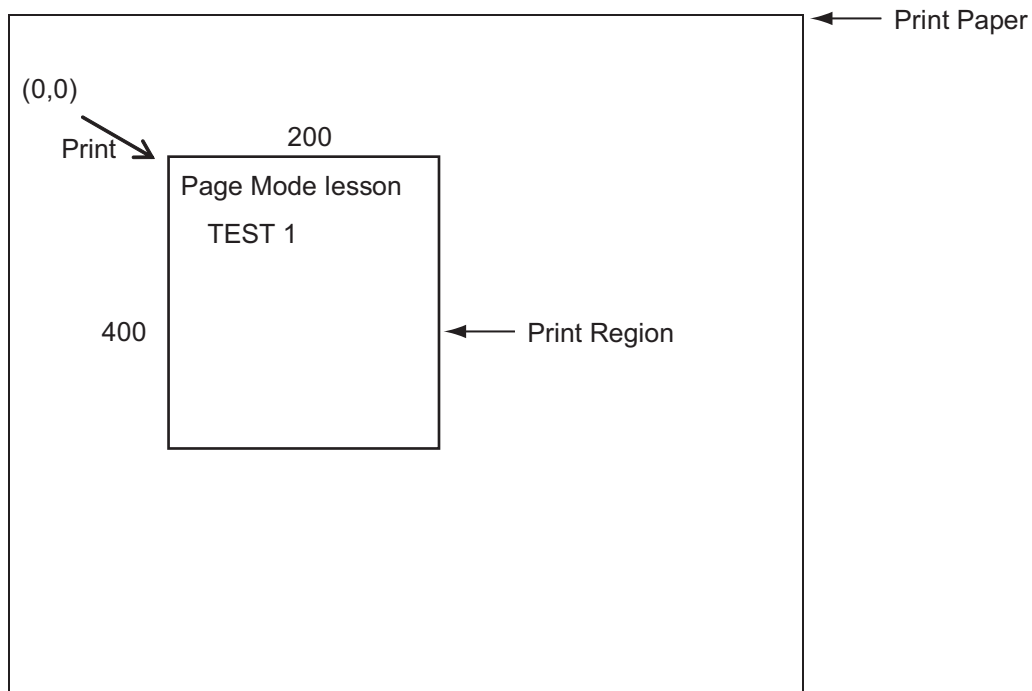 Print Paper
(0,0)
Print
200
Page Mode lesson
TEST 1
400
Print Region